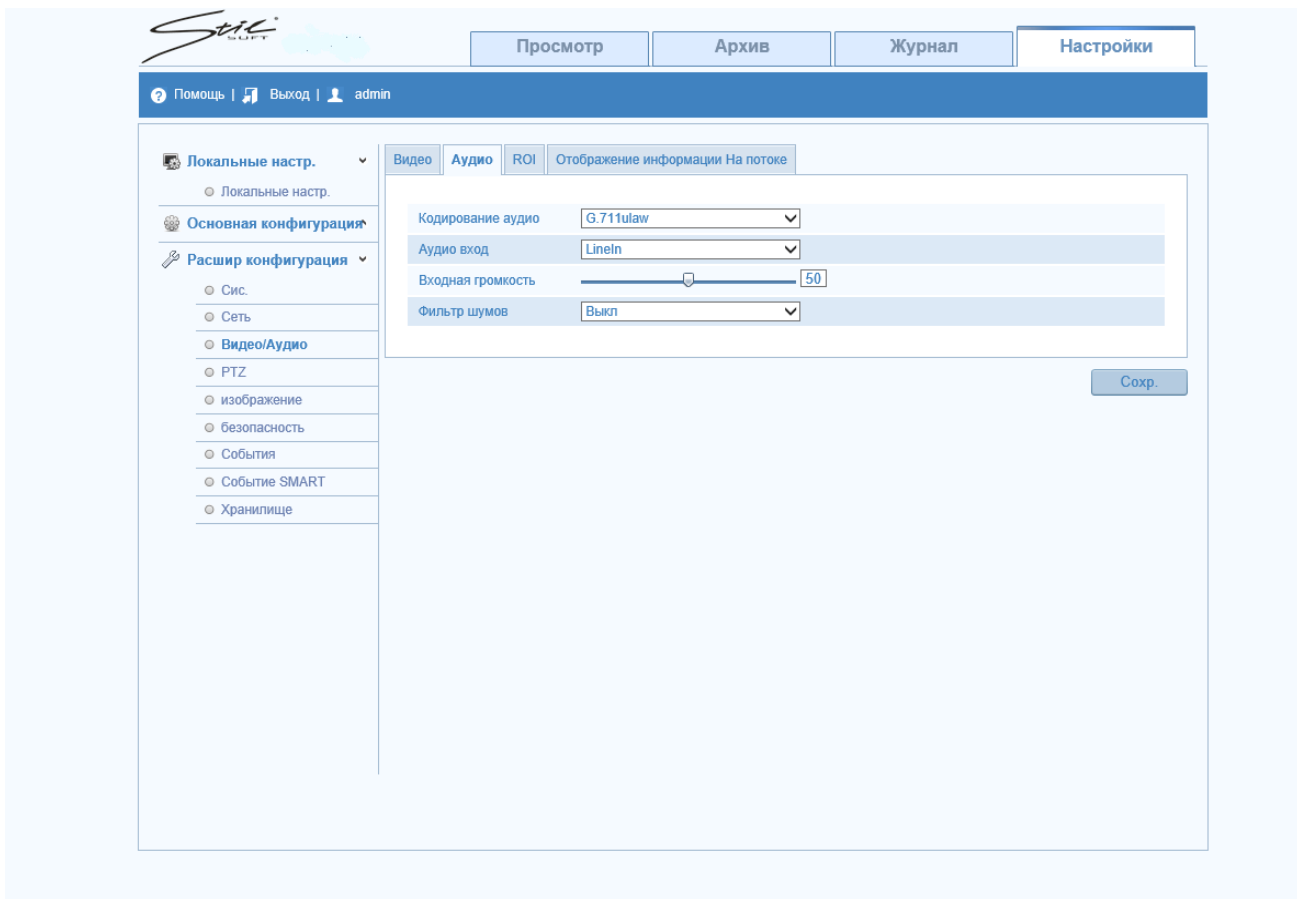 Stil
SOFT
Просмотр
Архив
Журнал
Настройки
Помощь | Выход | admin
Локальные настр.
Локальные настр.
Основная конфигурация
Расшир конфигурация
Сис.
Сеть
Видео/Аудио
PTZ
изображение
безопасность
События
Событие SMART
Хранилище
Видео
Аудио
ROI
Отображение информации На потоке
Кодирование аудио G.711ulaw
Аудио вход LineIn
Входная громкость 50
Фильтр шумов Выкл
Сохр.